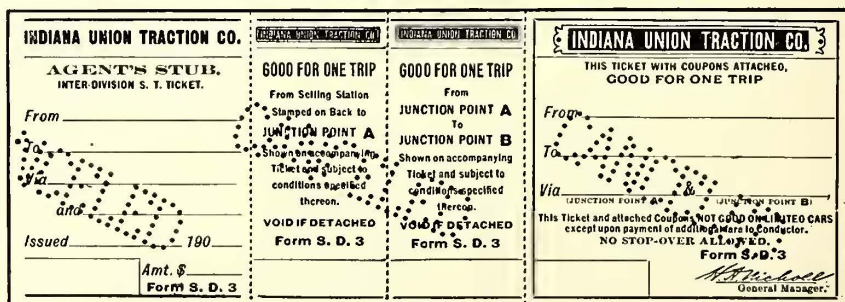 INDIANA UNION TRACTION CO.
AGENT'S STUB.
INTER-DIVISION S. T. TICKET.
From
To
Via
and
Issued 190
Amt. $
Form S. D. 3
INDIANA UNION TRACTION CO.
GOOD FOR ONE TRIP
From Selling Station
Stamped on Back to
JUNCTION POINT A
Shown on accompanying
Ticket and subject to
conditions specified
thereon.
VOID IF DETACHED
Form S. D. 3
INDIANA UNION TRACTION CO.
GOOD FOR ONE TRIP
From
JUNCTION POINT A
To
JUNCTION POINT B
Shown on accompanying
Ticket and subject to
conditions specified
thereon.
VOID IF DETACHED
Form S. D. 3
INDIANA UNION TRACTION CO.
THIS TICKET WITH COUPONS ATTACHED,
GOOD FOR ONE TRIP
From
To
Via &
(JUNCTION POINT A) (JUNCTION POINT B)
This Ticket and attached Coupons NOT GOOD ON LIMITED CARS
except upon payment of additional fare to Conductor.
NO STOP-OVER ALLOWED.
Form S. D. 3
General Manager.